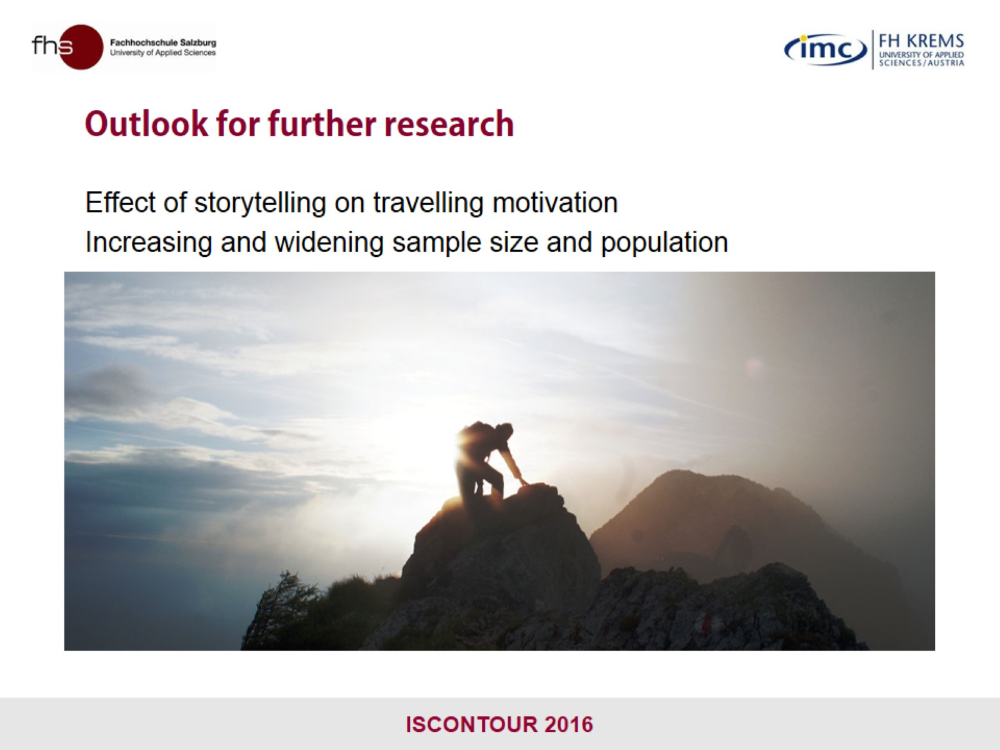 fhs
Fachhochschule Salzburg
University of Applied Sciences
imc
FH KREMS
UNIVERSITY OF APPLIED
SCIENCES/AUSTRIA
Outlook for further research
Effect of storytelling on travelling motivation
Increasing and widening sample size and population
ISCONTOUR 2016